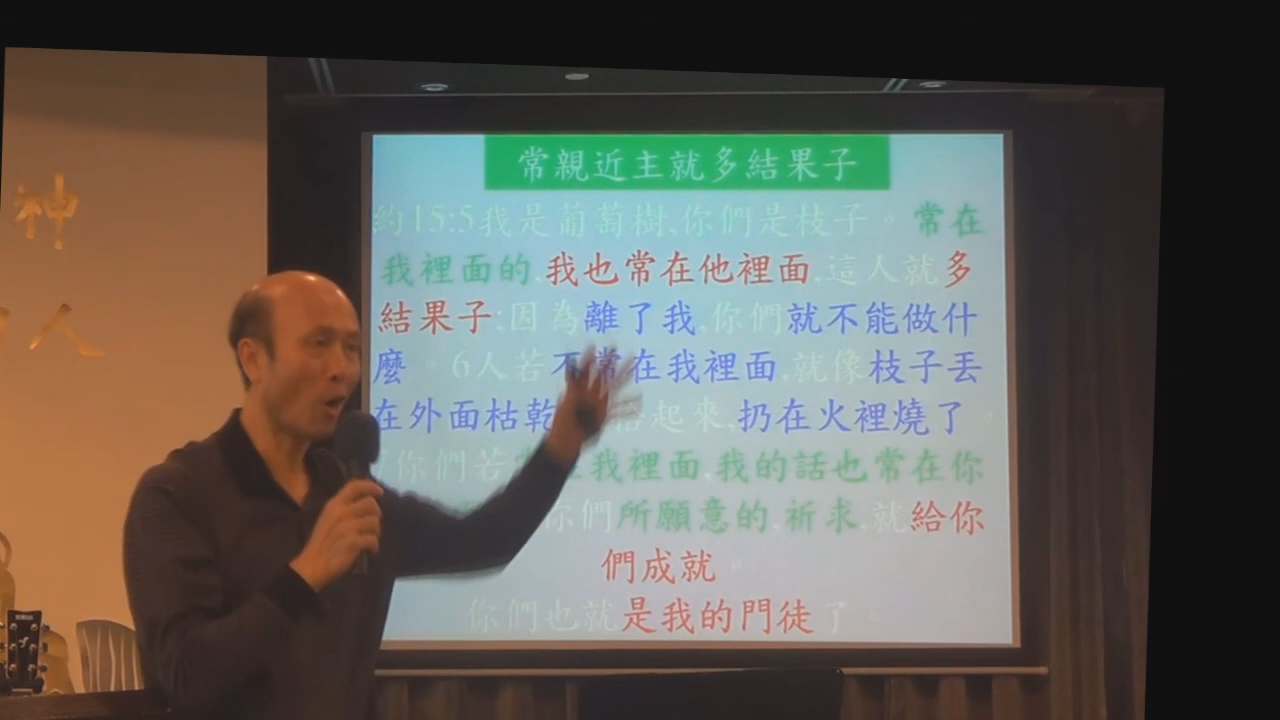 神
人
常親近主就多結果子
約15:5我是葡萄樹,你們是枝子。常在
我裡面的,我也常在他裡面,這人就多
結果子;因為離了我,你們就不能做什
麼。6人若不常在我裡面,就像枝子丟
在外面枯乾 起來,扔在火裡燒了。
你們若 我裡面,我的話也常在你
你們所願意的,祈求,就給你
們成就。
你們也就是我的門徒了。